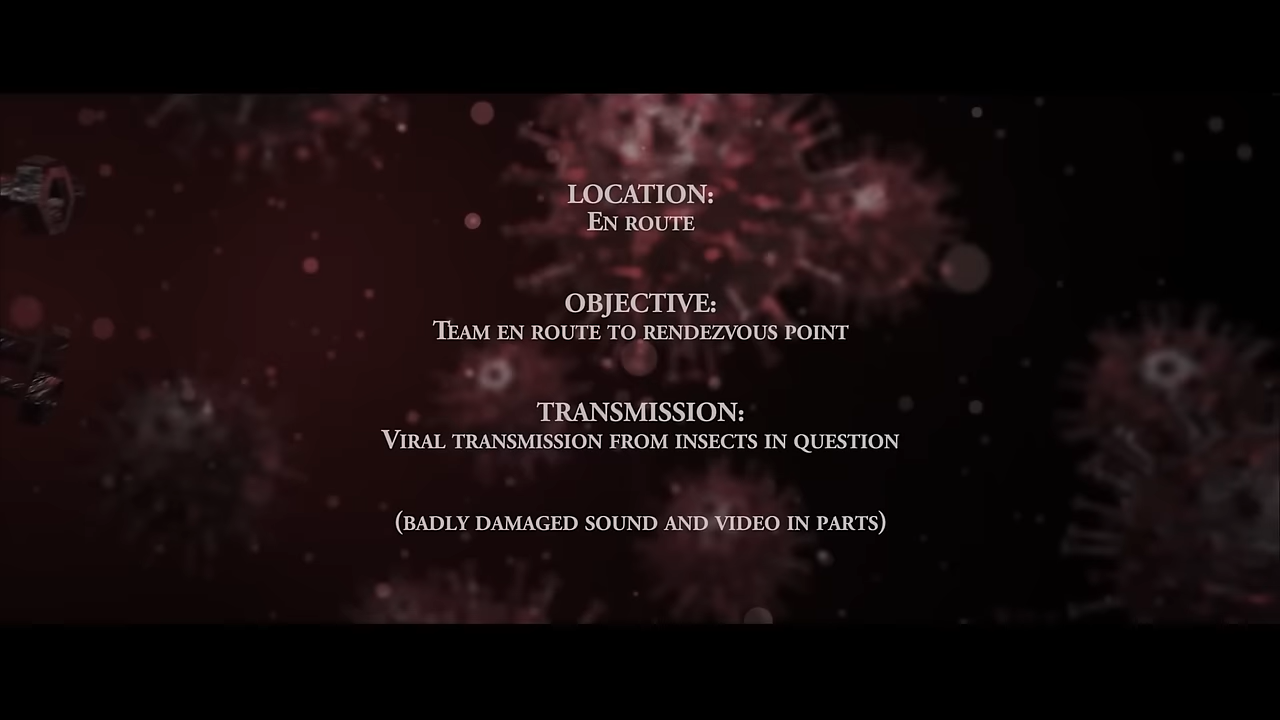 LOCATION:
En route
OBJECTIVE:
Team en route to rendezvous point
TRANSMISSION:
Viral transmission from insects in question
(badly damaged sound and video in parts)